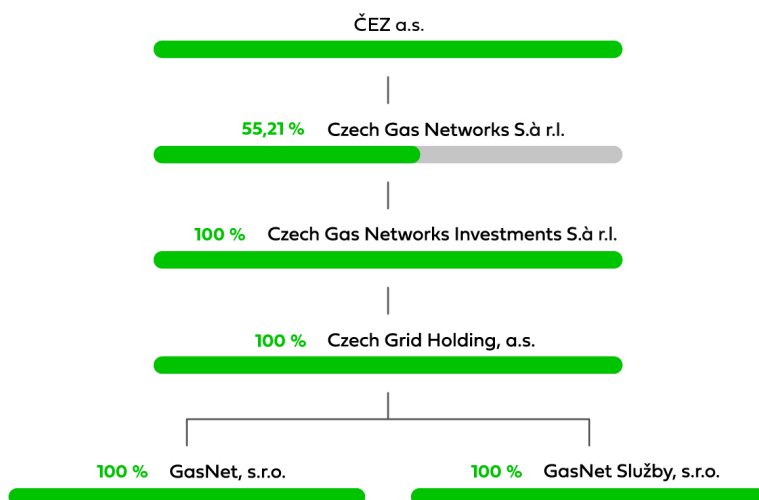 ČEZ a.s.
55,21 % Czech Gas Networks S.à r.l.
100 % Czech Gas Networks Investments S.à r.l.
100 % Czech Grid Holding, a.s.
100 % GasNet, s.r.o.
100 % GasNet Služby, s.r.o.